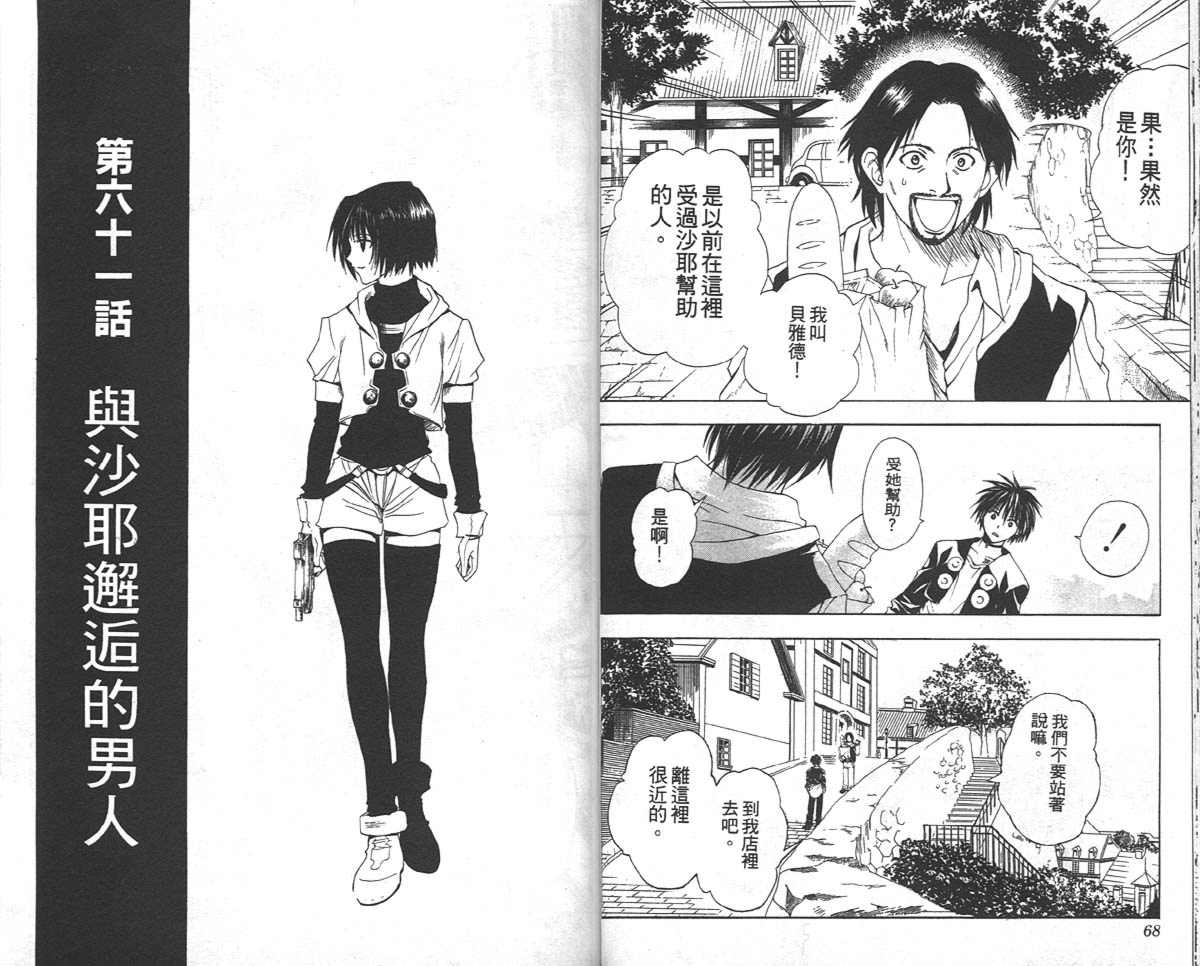 果…果然
是你！
我叫
貝雅德！
是以前在這裡
受過沙耶幫助
的人。
！
受她幫助？
是啊！
我們不要站著
說嘛。
到我店裡
去吧。
離這裡
很近的。
68
第六十一話 與沙耶邂逅的男人